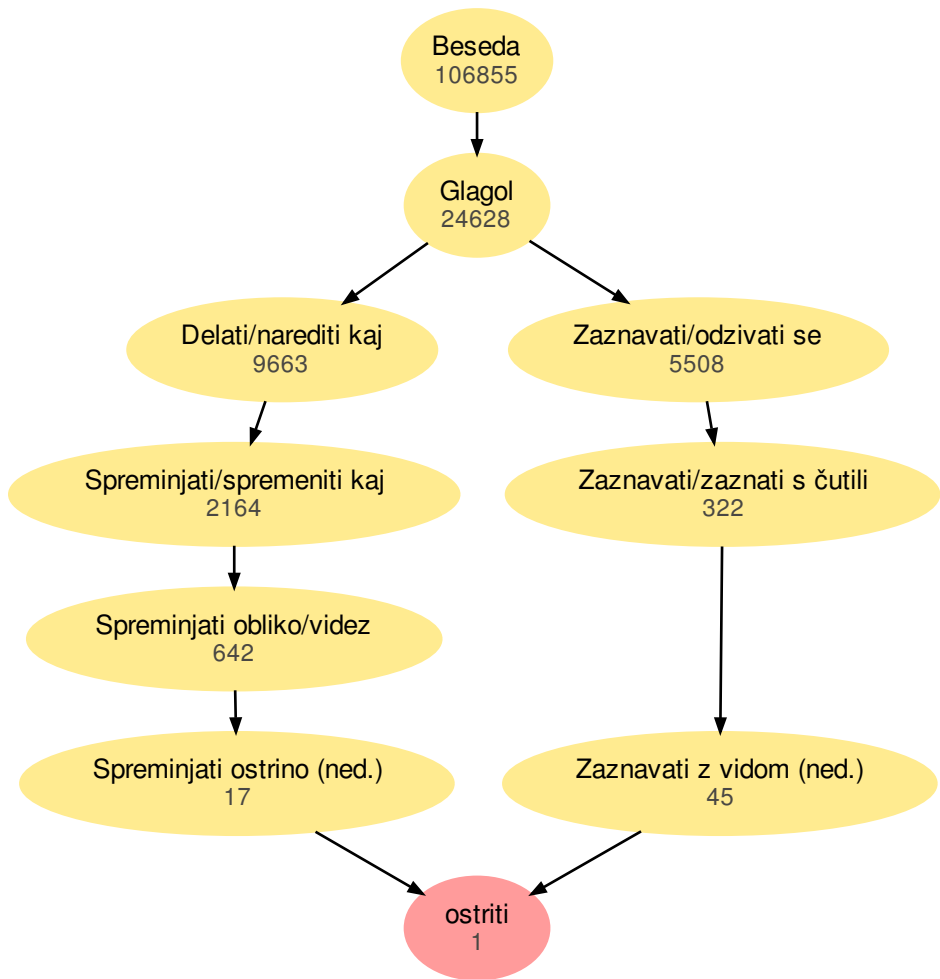 Beseda
106855
Glagol
24628
Delati/narediti kaj
9663
Zaznavati/odzivati se
5508
Spreminjati/spremeniti kaj
2164
Zaznavati/zaznati s čutili
322
Spreminjati obliko/videz
642
Spreminjati ostrino (ned.)
17
Zaznavati z vidom (ned.)
45
ostriti
1